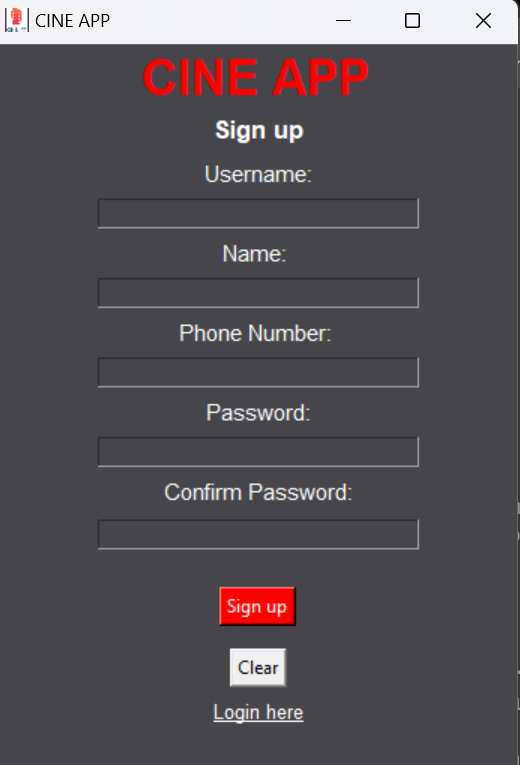 CINE APP
CINE APP
Sign up
Username:
Name:
Phone Number:
Password:
Confirm Password:
Sign up
Clear
Login here